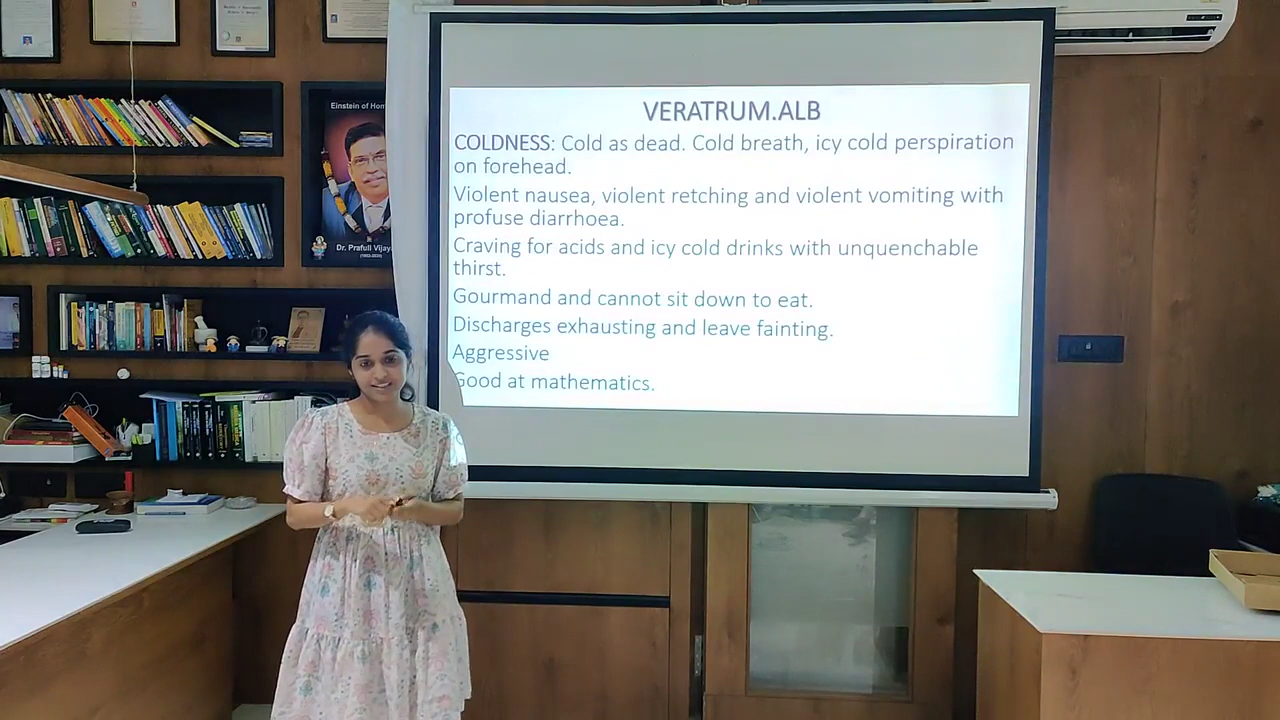 VERATRUM.ALB
COLDNESS: Cold as dead. Cold breath, icy cold perspiration
on forehead.
Violent nausea, violent retching and violent vomiting with
profuse diarrhoea.
Craving for acids and icy cold drinks with unquenchable
thirst.
Gourmand and cannot sit down to eat.
Discharges exhausting and leave fainting.
Aggressive
Good at mathematics.
Einstein of Hom
Dr. Prafull Vijay